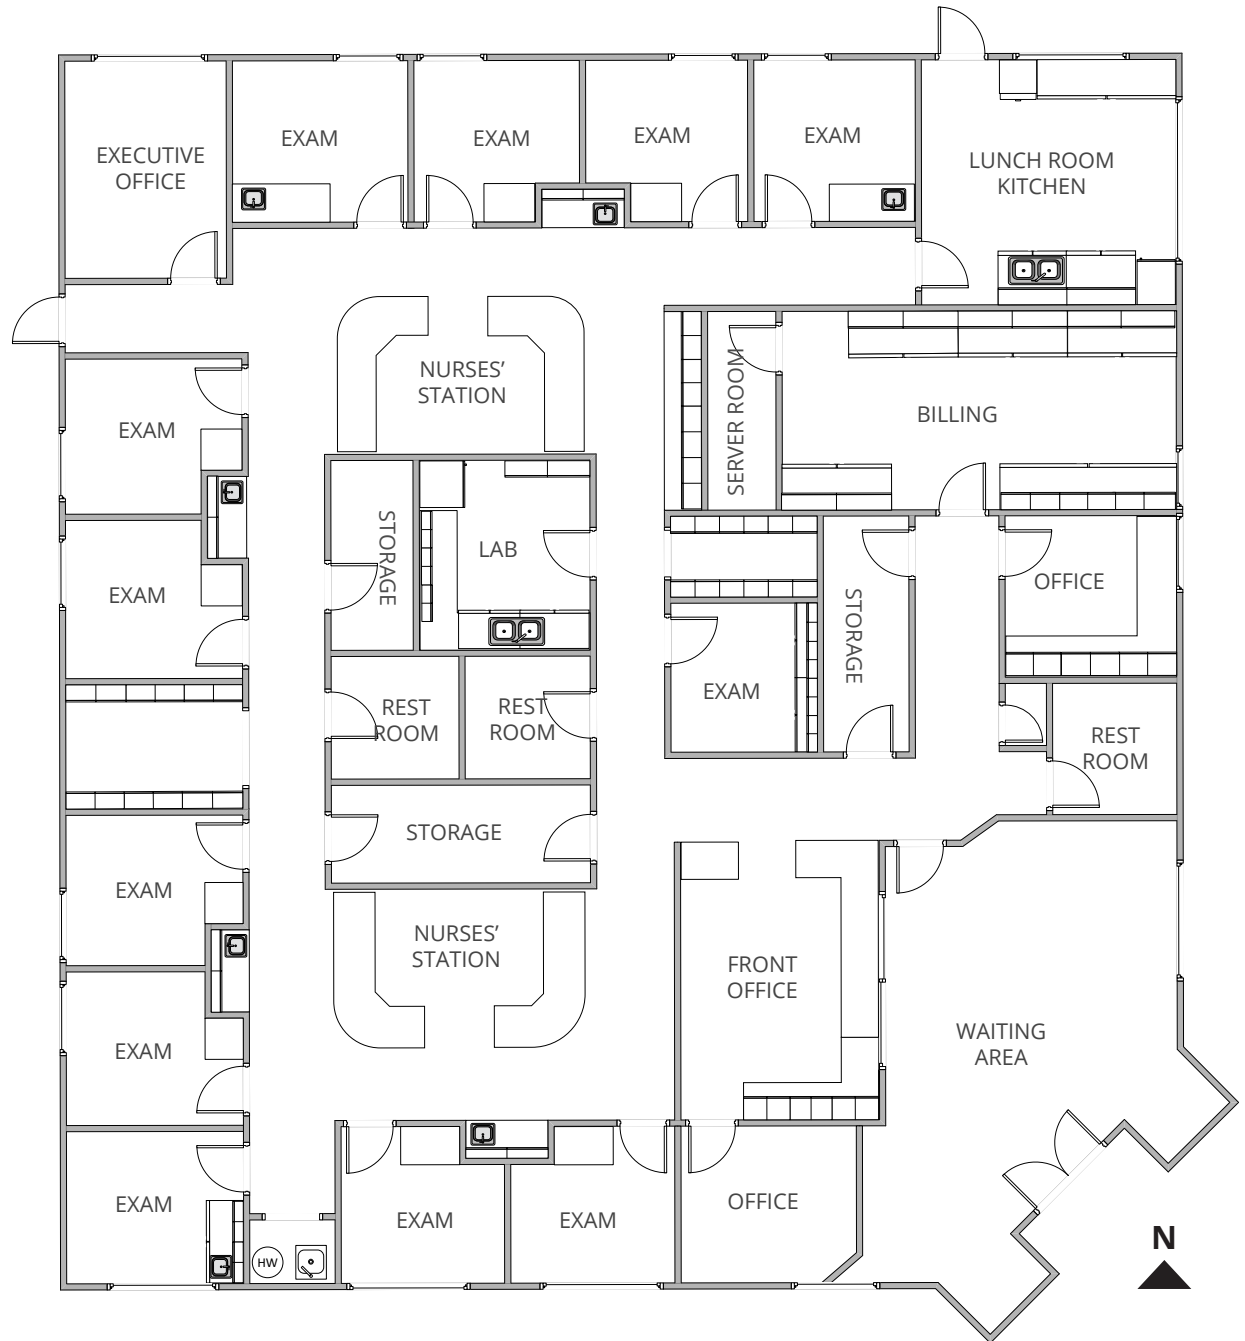 EXAM
EXAM
EXAM
EXAM
EXECUTIVE
OFFICE
LUNCH ROOM
KITCHEN
NURSES’
STATION
SERVER ROOM
BILLING
EXAM
STORAGE
LAB
EXAM
OFFICE
STORAGE
EXAM
REST
ROOM
REST
ROOM
REST
ROOM
STORAGE
EXAM
NURSES’
STATION
FRONT
OFFICE
WAITING
AREA
EXAM
EXAM
EXAM
EXAM
OFFICE
HW
N